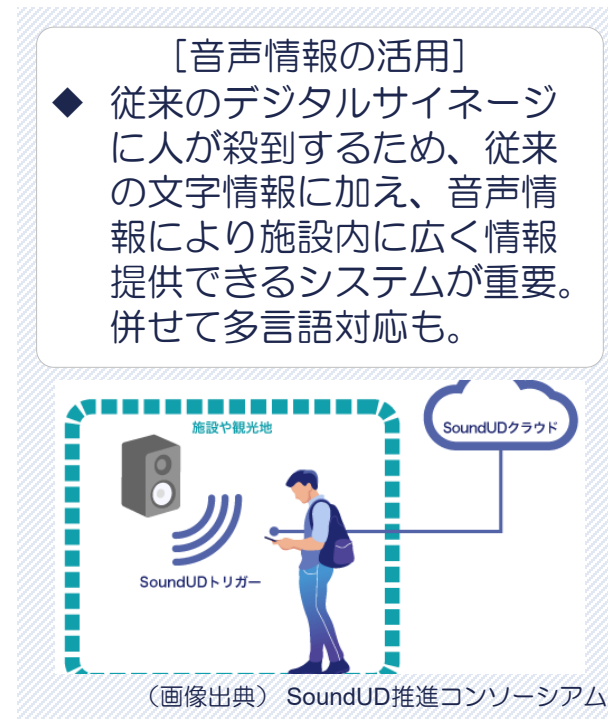 ［音声情報の活用］
◆ 従来のデジタルサイネージ
に人が殺到するため、従来
の文字情報に加え、音声情
報により施設内に広く情報
提供できるシステムが重要。
併せて多言語対応も。
施設や観光地
SoundUDクラウド
SoundUDトリガー
（画像出典） SoundUD推進コンソーシアム